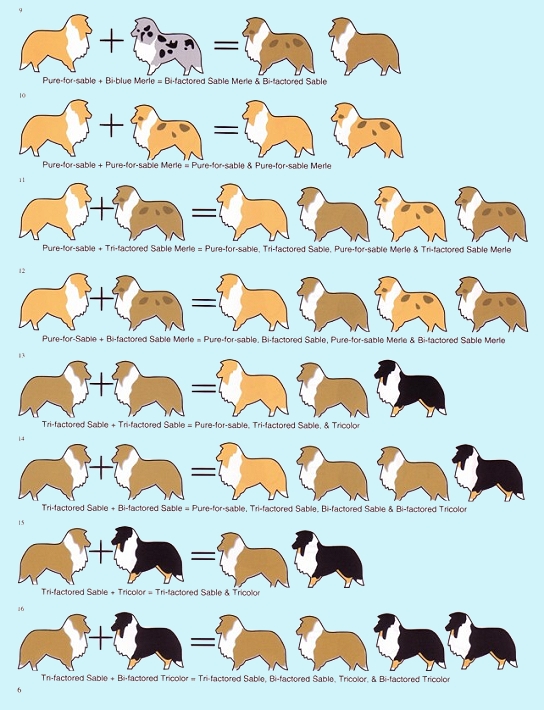 9
Pure-for-sable + Bi-blue Merle = Bi-factored Sable Merle & Bi-factored Sable
10
Pure-for-sable + Pure-for-sable Merle = Pure-for-sable & Pure-for-sable Merle
11
Pure-for-sable + Tri-factored Sable Merle = Pure-for-sable, Tri-factored Sable, Pure-for-sable Merle & Tri-factored Sable Merle
12
Pure-for-Sable + Bi-factored Sable Merle = Pure-for-sable, Bi-factored Sable, Pure-for-sable Merle & Bi-factored Sable Merle
13
Tri-factored Sable + Tri-factored Sable = Pure-for-sable, Tri-factored Sable, & Tricolor
14
Tri-factored Sable + Bi-factored Sable = Pure-for-sable, Tri-factored Sable, Bi-factored Sable & Bi-factored Tricolor
15
Tri-factored Sable + Tricolor = Tri-factored Sable & Tricolor
16
Tri-factored Sable + Bi-factored Tricolor = Tri-factored Sable, Bi-factored Sable, Tricolor, & Bi-factored Tricolor
6